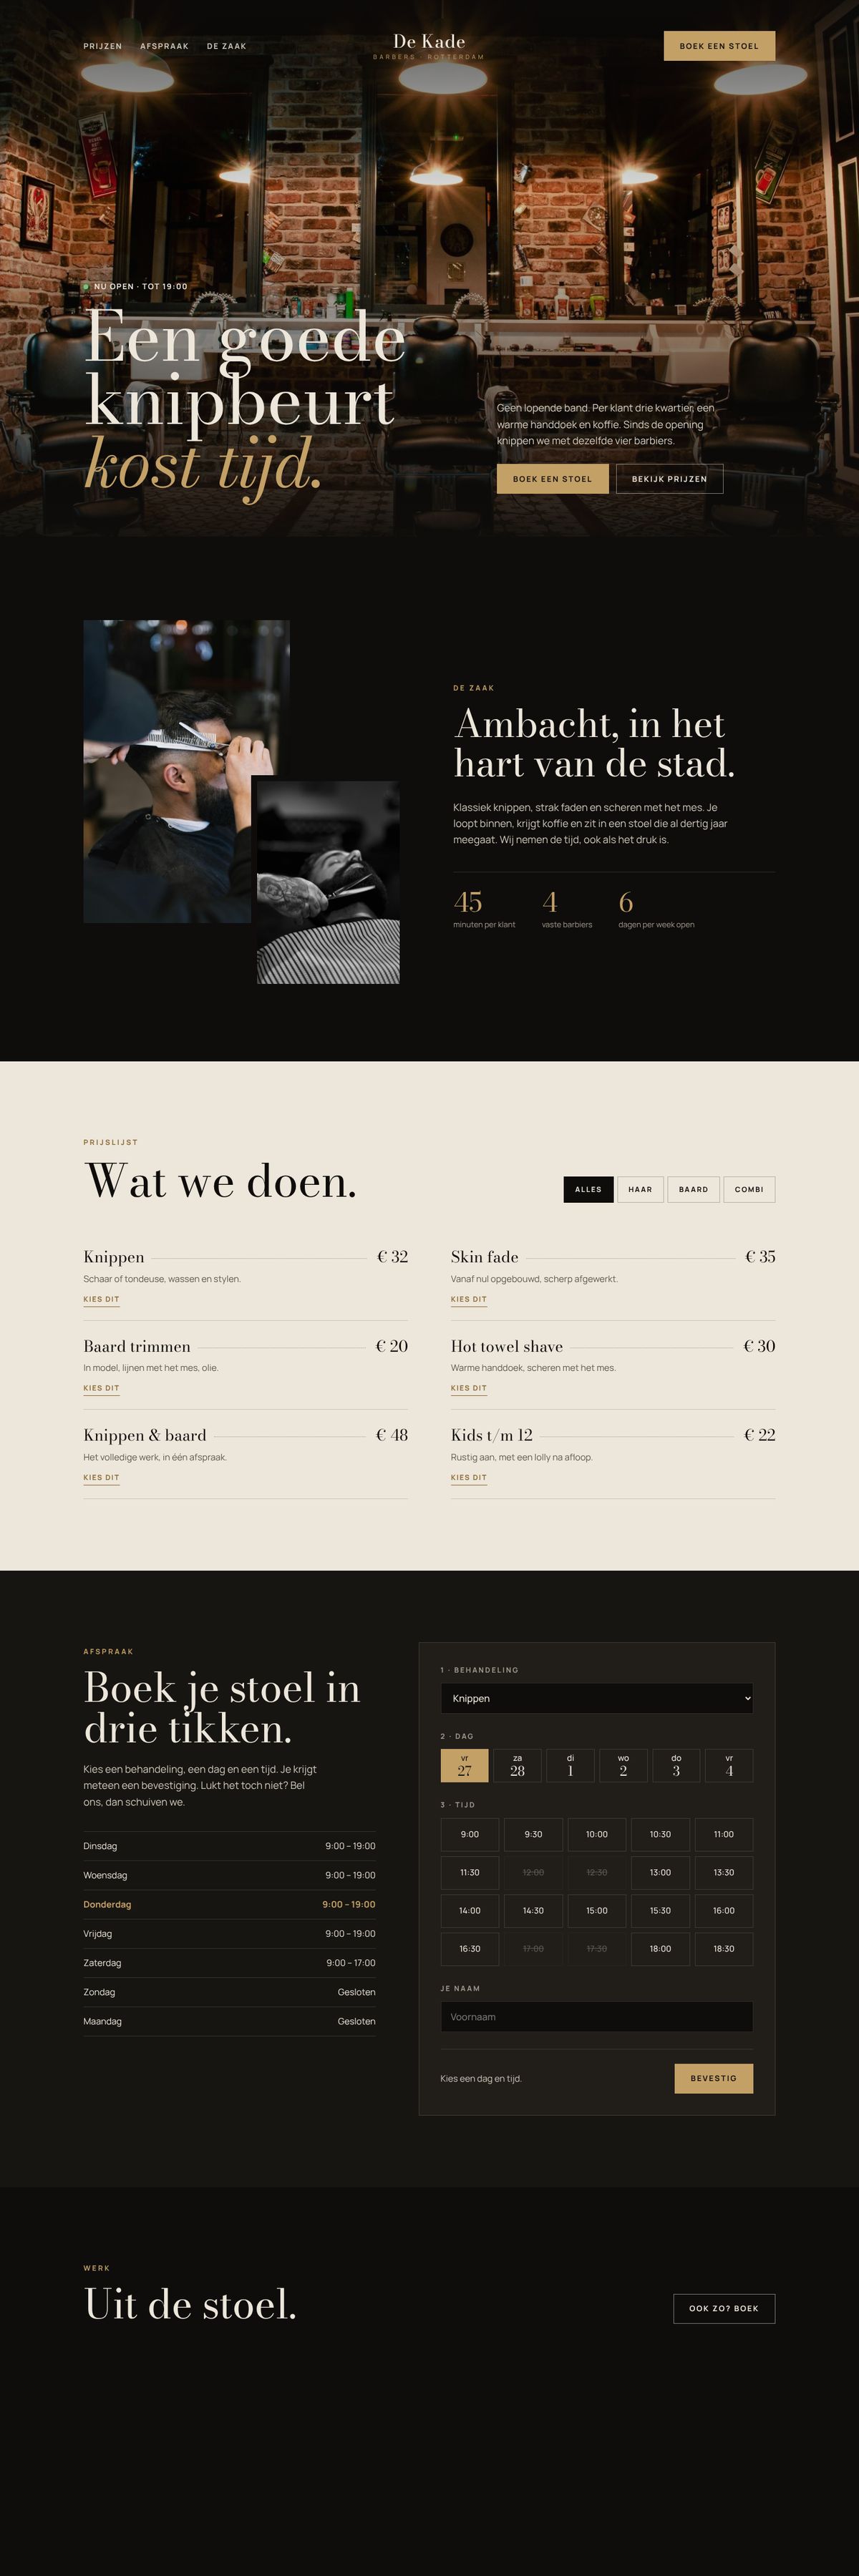 PRIJZEN AFSPRAAK DE ZAAK
De Kade
BARBERS · ROTTERDAM
BOEK EEN STOEL
NU OPEN · TOT 19:00
Een goede
knipbeurt
kost tijd.
Geen lopende band. Per klant drie kwartier, een
warme handdoek en koffie. Sinds de opening
knippen we met dezelfde vier barbiers.
BOEK EEN STOEL
BEKIJK PRIJZEN
DE ZAAK
Ambacht, in het
hart van de stad.
Klassiek knippen, strak faden en scheren met het mes. Je
loopt binnen, krijgt koffie en zit in een stoel die al dertig jaar
meegaat. Wij nemen de tijd, ook als het druk is.
45
minuten per klant
4
vaste barbiers
6
dagen per week open
PRIJSLIJST
Wat we doen.
ALLES HAAR BAARD COMBI
Knippen € 32
Schaar of tondeuse, wassen en stylen.
KIES DIT
Skin fade € 35
Vanaf nul opgebouwd, scherp afgewerkt.
KIES DIT
Baard trimmen € 20
In model, lijnen met het mes, olie.
KIES DIT
Hot towel shave € 30
Warme handdoek, scheren met het mes.
KIES DIT
Knippen & baard € 48
Het volledige werk, in één afspraak.
KIES DIT
Kids t/m 12 € 22
Rustig aan, met een lolly na afloop.
KIES DIT
AFSPRAAK
Boek je stoel in
drie tikken.
Kies een behandeling, een dag en een tijd. Je krijgt
meteen een bevestiging. Lukt het toch niet? Bel
ons, dan schuiven we.
Dinsdag 9:00 – 19:00
Woensdag 9:00 – 19:00
Donderdag 9:00 – 19:00
Vrijdag 9:00 – 19:00
Zaterdag 9:00 – 17:00
Zondag Gesloten
Maandag Gesloten
1 · BEHANDELING
Knippen
2 · DAG
vr za di wo do vr
27 28 1 2 3 4
3 · TIJD
9:00 9:30 10:00 10:30 11:00
11:30 12:00 12:30 13:00 13:30
14:00 14:30 15:00 15:30 16:00
16:30 17:00 17:30 18:00 18:30
JE NAAM
Voornaam
Kies een dag en tijd.
BEVESTIG
WERK
Uit de stoel.
OOK ZO? BOEK